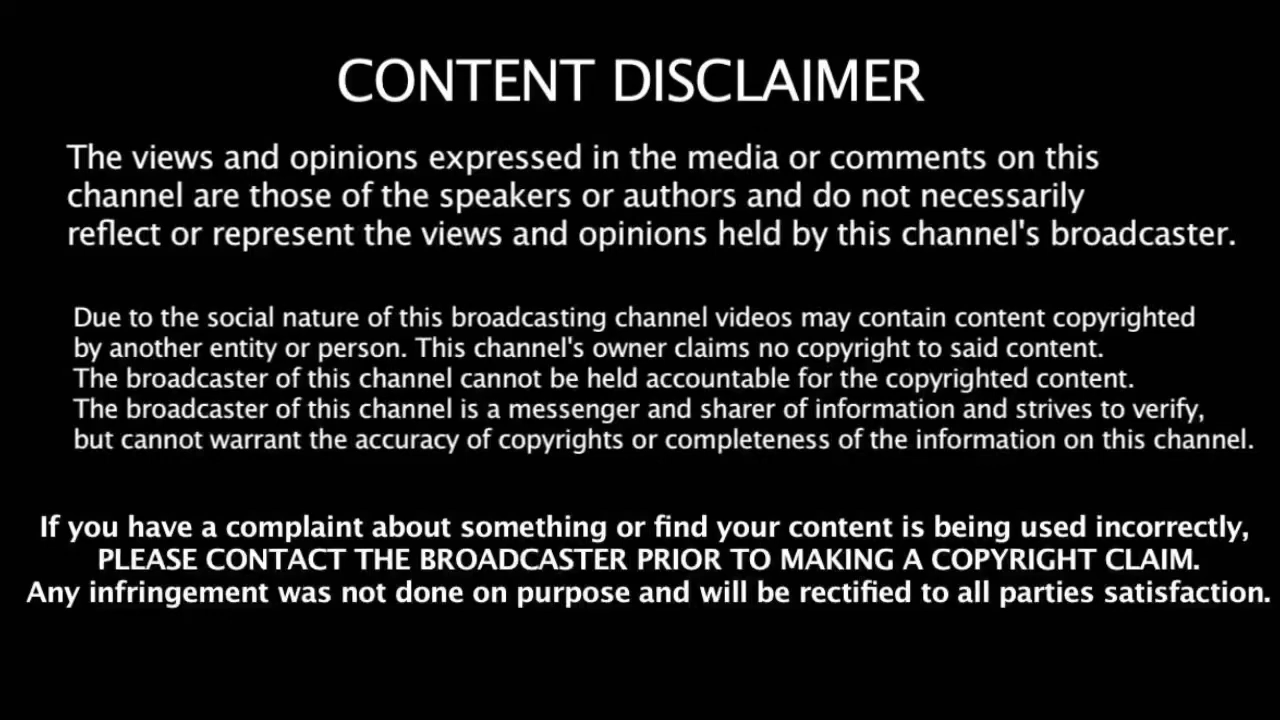 CONTENT DISCLAIMER
The views and opinions expressed in the media or comments on this
channel are those of the speakers or authors and do not necessarily
reflect or represent the views and opinions held by this channel's broadcaster.
Due to the social nature of this broadcasting channel videos may contain content copyrighted
by another entity or person. This channel's owner claims no copyright to said content.
The broadcaster of this channel cannot be held accountable for the copyrighted content.
The broadcaster of this channel is a messenger and sharer of information and strives to verify,
but cannot warrant the accuracy of copyrights or completeness of the information on this channel.
If you have a complaint about something or find your content is being used incorrectly,
PLEASE CONTACT THE BROADCASTER PRIOR TO MAKING A COPYRIGHT CLAIM.
Any infringement was not done on purpose and will be rectified to all parties satisfaction.